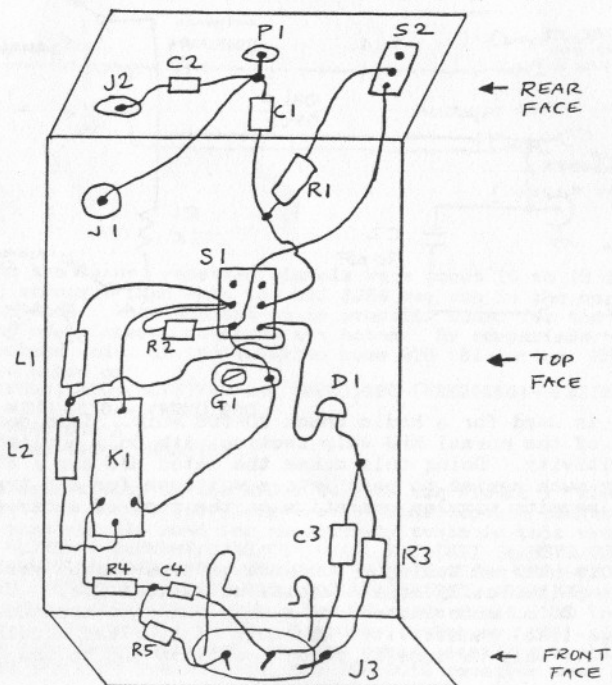 P1
S2
J2
C2
← REAR FACE
C1
R1
J1
S1
R2
L1
← TOP FACE
G1
D1
K1
L2
C3
R3
R4
C4
R5
J3
← FRONT FACE